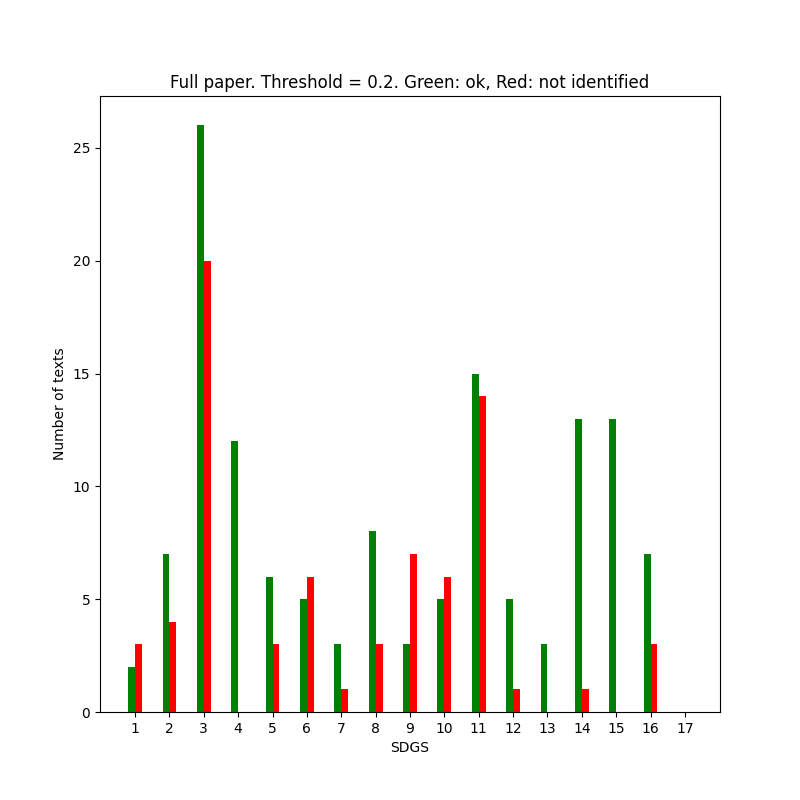 Full paper. Threshold = 0.2. Green: ok, Red: not identified
Number of texts
25
20
15
10
5
0
1 2 3 4 5 6 7 8 9 10 11 12 13 14 15 16 17
SDGS